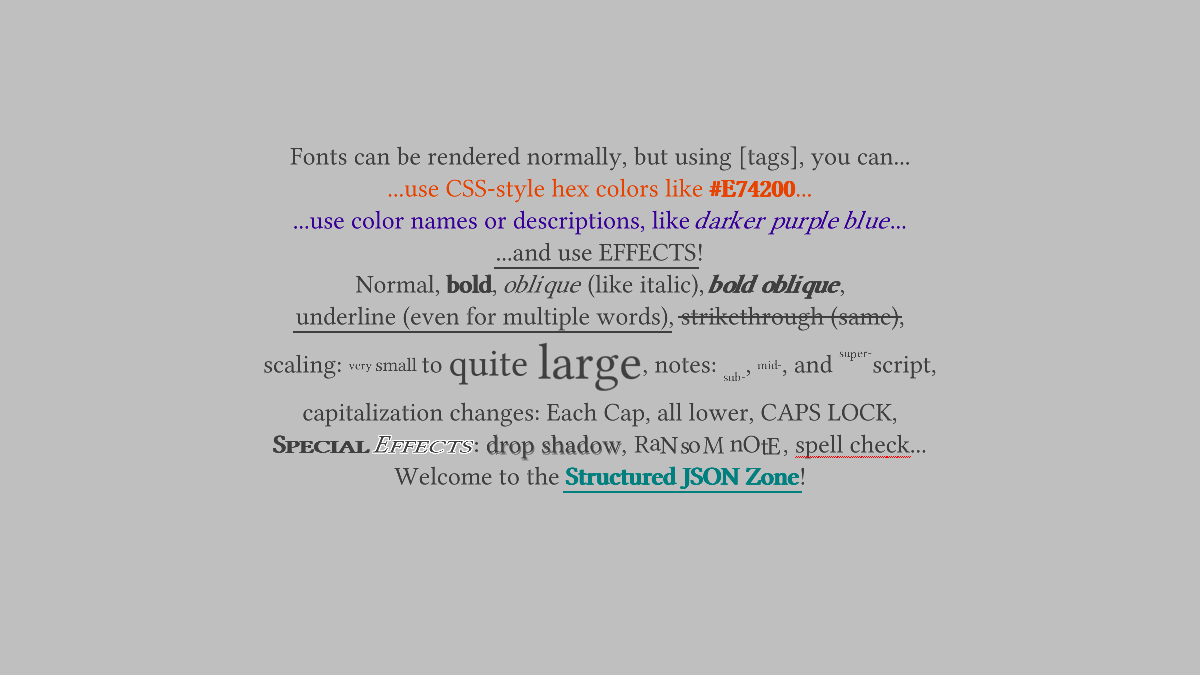 Fonts can be rendered normally, but using [tags], you can...
...use CSS-style hex colors like #E74200...
...use color names or descriptions, like darker purple blue...
...and use EFFECTS!
Normal, bold, oblique (like italic), bold oblique,
underline (even for multiple words), strikethrough (same),
scaling: very small to quite large, notes: sub-, mid-, and super-script,
capitalization changes: Each Cap, all lower, CAPS LOCK,
SPECIAL EFFECTS: drop shadow, RaNsoM nOtE, spell check...
Welcome to the Structured JSON Zone!